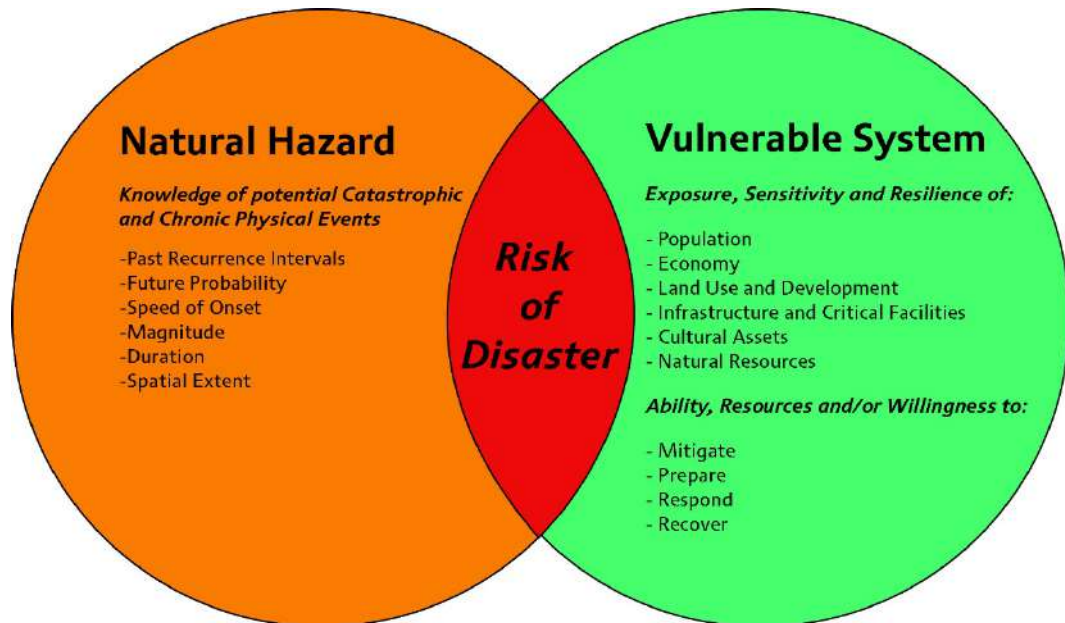 Natural Hazard
Knowledge of potential Catastrophic
and Chronic Physical Events
-Past Recurrence Intervals
-Future Probability
-Speed of Onset
-Magnitude
-Duration
-Spatial Extent
Risk
of
Disaster
Vulnerable System
Exposure, Sensitivity and Resilience of:
- Population
- Economy
- Land Use and Development
- Infrastructure and Critical Facilities
- Cultural Assets
- Natural Resources
Ability, Resources and/or Willingness to:
- Mitigate
- Prepare
- Respond
- Recover